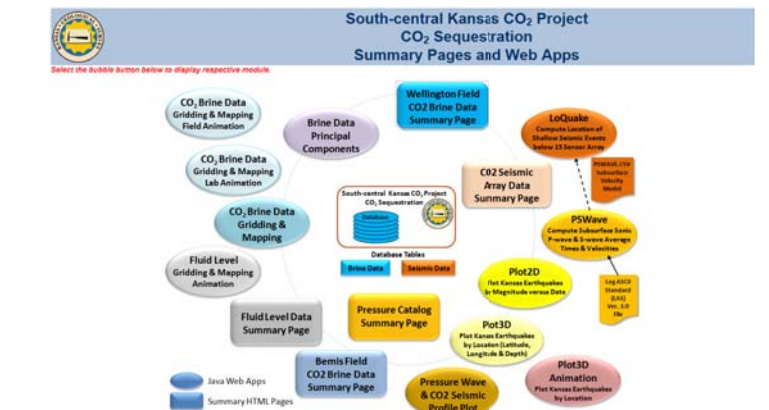 South-central Kansas CO₂ Project
CO₂ Sequestration
Summary Pages and Web Apps
Select the bubble button below to display respective module.
CO₂ Brine Data
Gridding & Mapping
Field Animation
Brine Data
Principal
Components
Wellington Field
CO2 Brine Data
Summary Page
LoQuake
Compute Location of
Shallow Seismic Events
below 15 Sensor Array
CO₂ Brine Data
Gridding & Mapping
Lab Animation
C02 Seismic
Array Data
Summary Page
PSWAVE.CSV
Subsurface
Velocity
Model
South-central Kansas CO₂ Project
CO₂ Sequestration
Database
CO₂ Brine Data
Gridding &
Mapping
PSWave
Compute Subsurface Sonic
P-wave & S-wave Average
Times & Velocities
Database Tables
Brine Data
Seismic Data
Fluid Level
Gridding & Mapping
Animation
Plot2D
Plot Kansas Earthquakes
by Magnitude versus Date
Log ASCII
Standard
(LAS)
Ver. 3.0
File
Fluid Level Data
Summary Page
Pressure Catalog
Summary Page
Plot3D
Plot Kansas Earthquakes
by Location (Latitude,
Longitude & Depth)
Bemis Field
CO2 Brine Data
Summary Page
Plot3D
Animation
Plot Kansas Earthquakes
by Location
Java Web Apps
Summary HTML Pages
Pressure Wave
& CO2 Seismic
Profile Plot